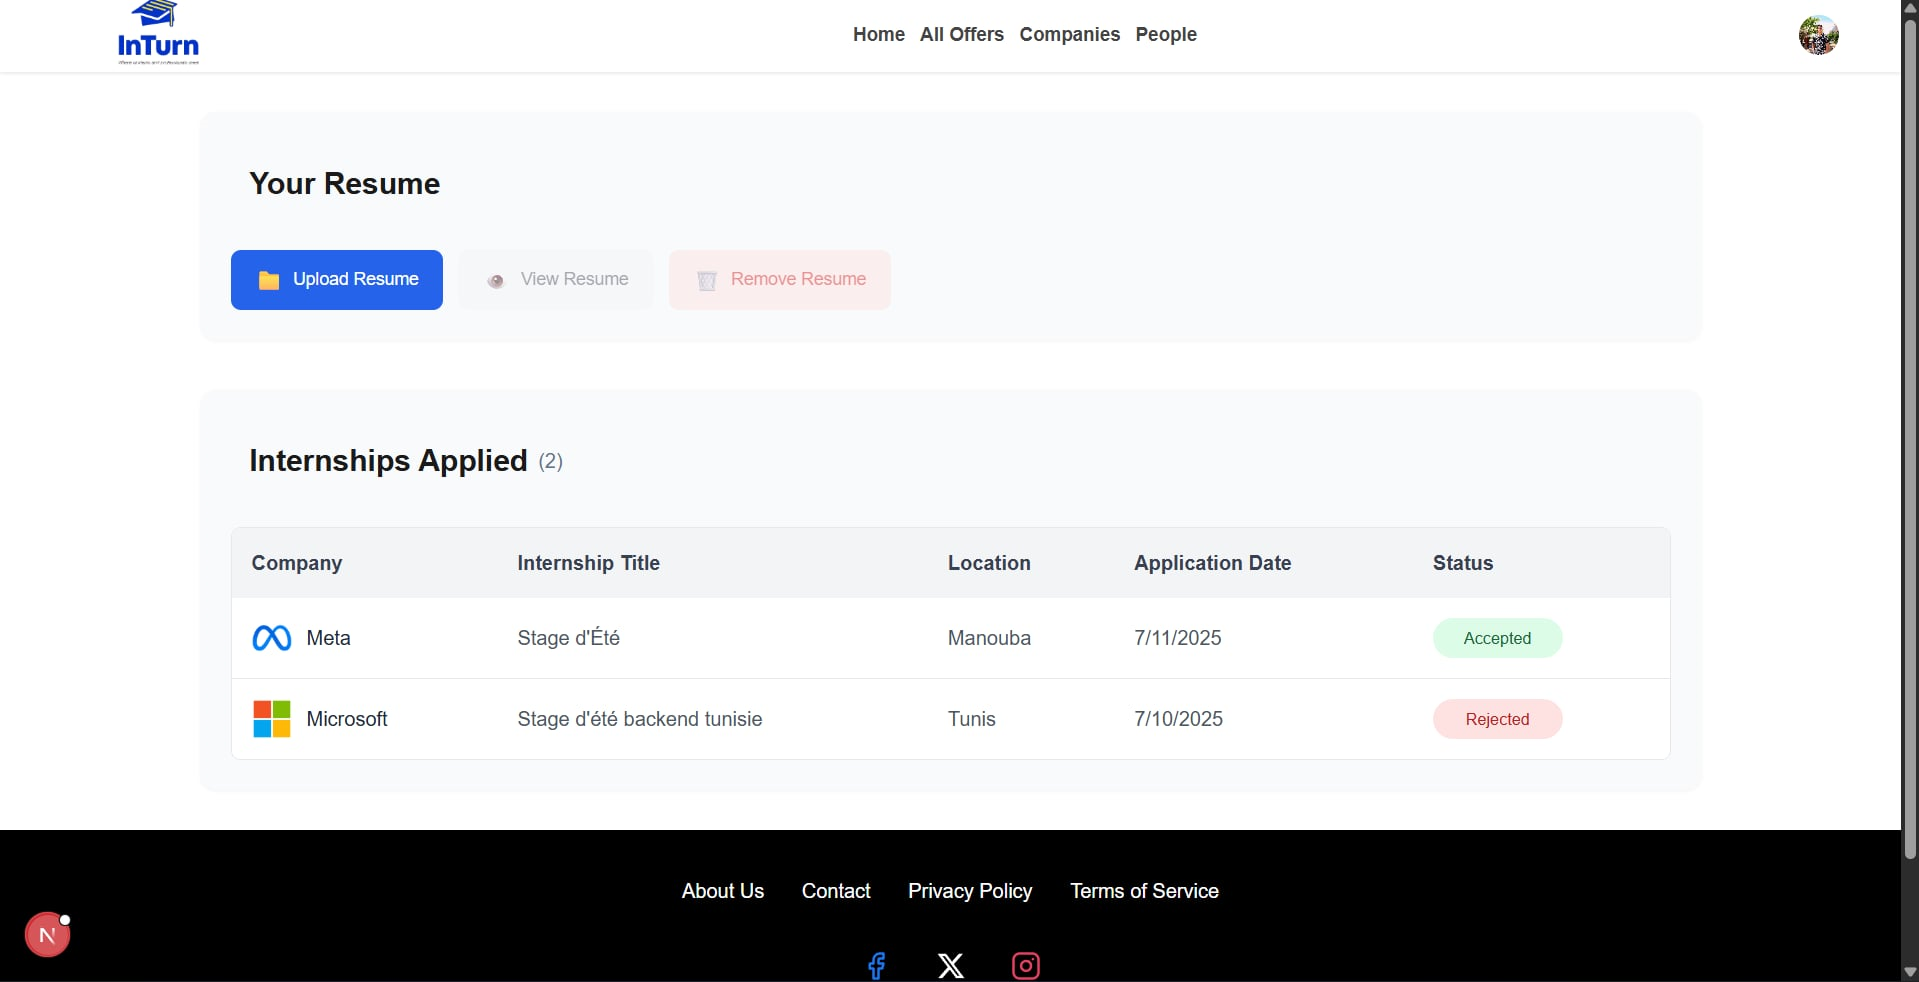 InTurn
Home All Offers Companies People
Your Resume
Upload Resume View Resume Remove Resume
Internships Applied (2)
Company Internship Title Location Application Date Status
Meta Stage d'Été Manouba 7/11/2025 Accepted
Microsoft Stage d'été backend tunisie Tunis 7/10/2025 Rejected
About Us Contact Privacy Policy Terms of Service
N